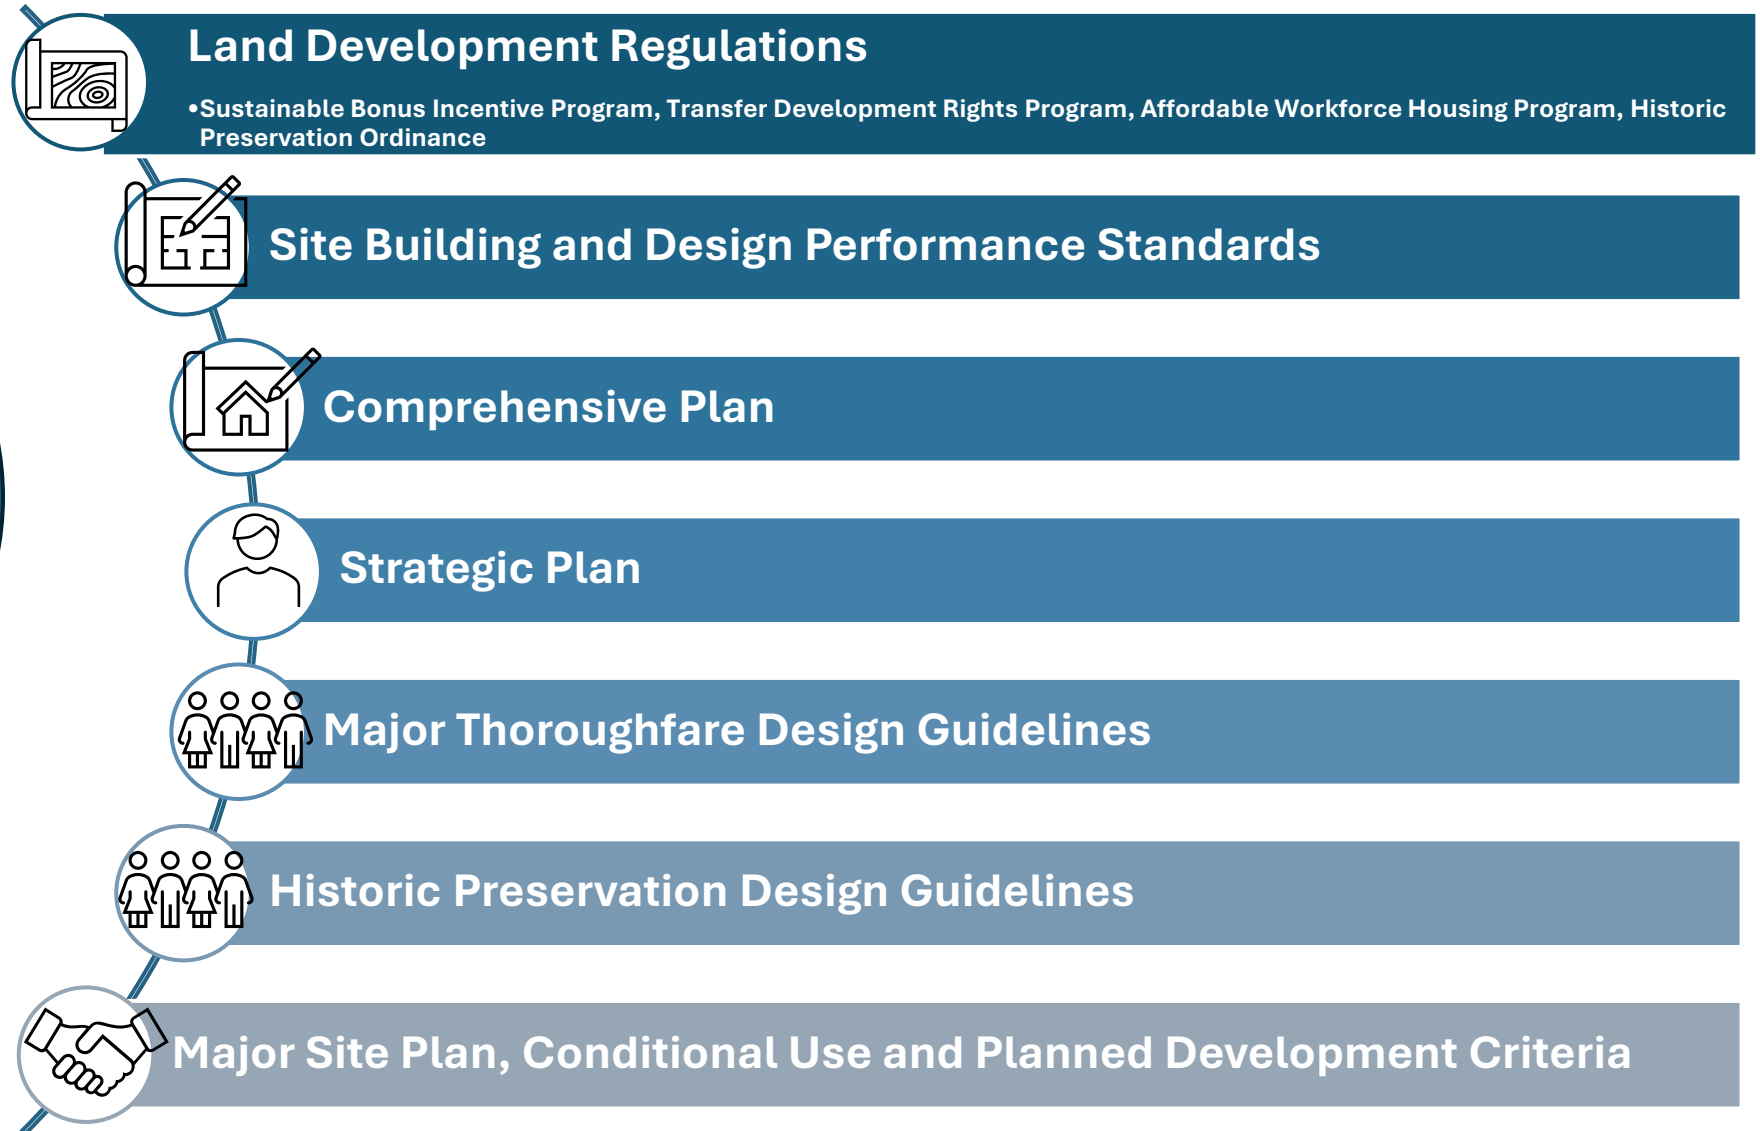 Land Development Regulations
•Sustainable Bonus Incentive Program, Transfer Development Rights Program, Affordable Workforce Housing Program, Historic
Preservation Ordinance
Site Building and Design Performance Standards
Comprehensive Plan
Strategic Plan
Major Thoroughfare Design Guidelines
Historic Preservation Design Guidelines
Major Site Plan, Conditional Use and Planned Development Criteria